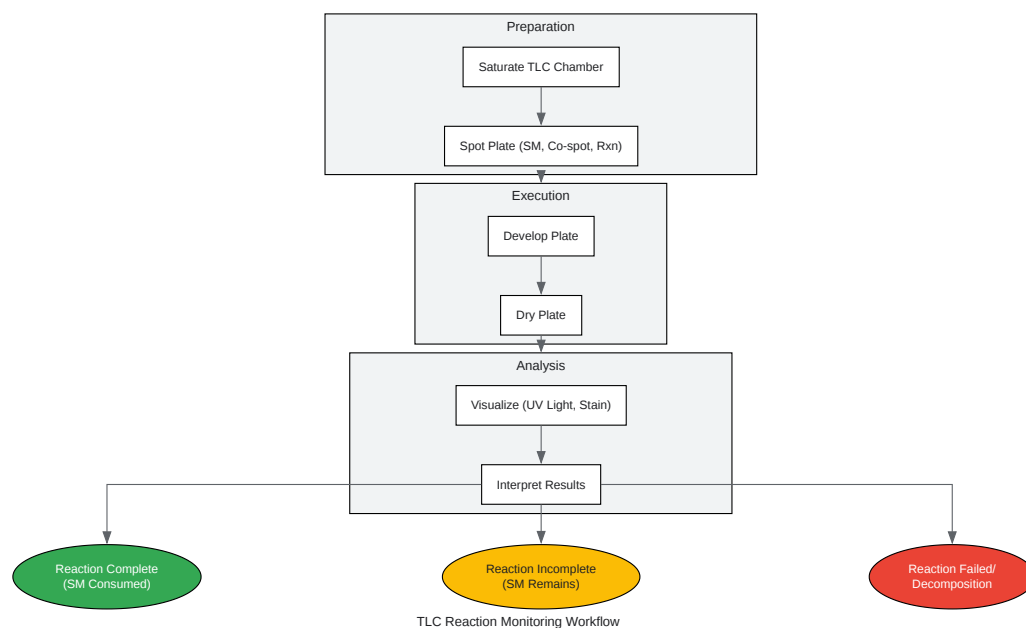 Preparation
Saturate TLC Chamber
Spot Plate (SM, Co-spot, Rxn)
Execution
Develop Plate
Dry Plate
Analysis
Visualize (UV Light, Stain)
Interpret Results
Reaction Complete
(SM Consumed)
Reaction Incomplete
(SM Remains)
Reaction Failed/
Decomposition
TLC Reaction Monitoring Workflow